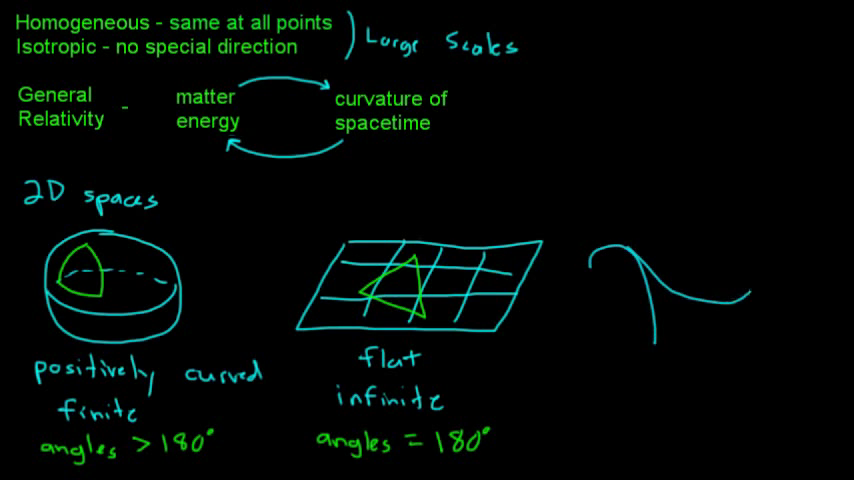 Homogeneous - same at all points
Isotropic - no special direction
Large Scales
General Relativity - matter energy
curvature of spacetime
2D spaces
positively curved
finite
angles > 180°
flat
infinite
angles = 180°